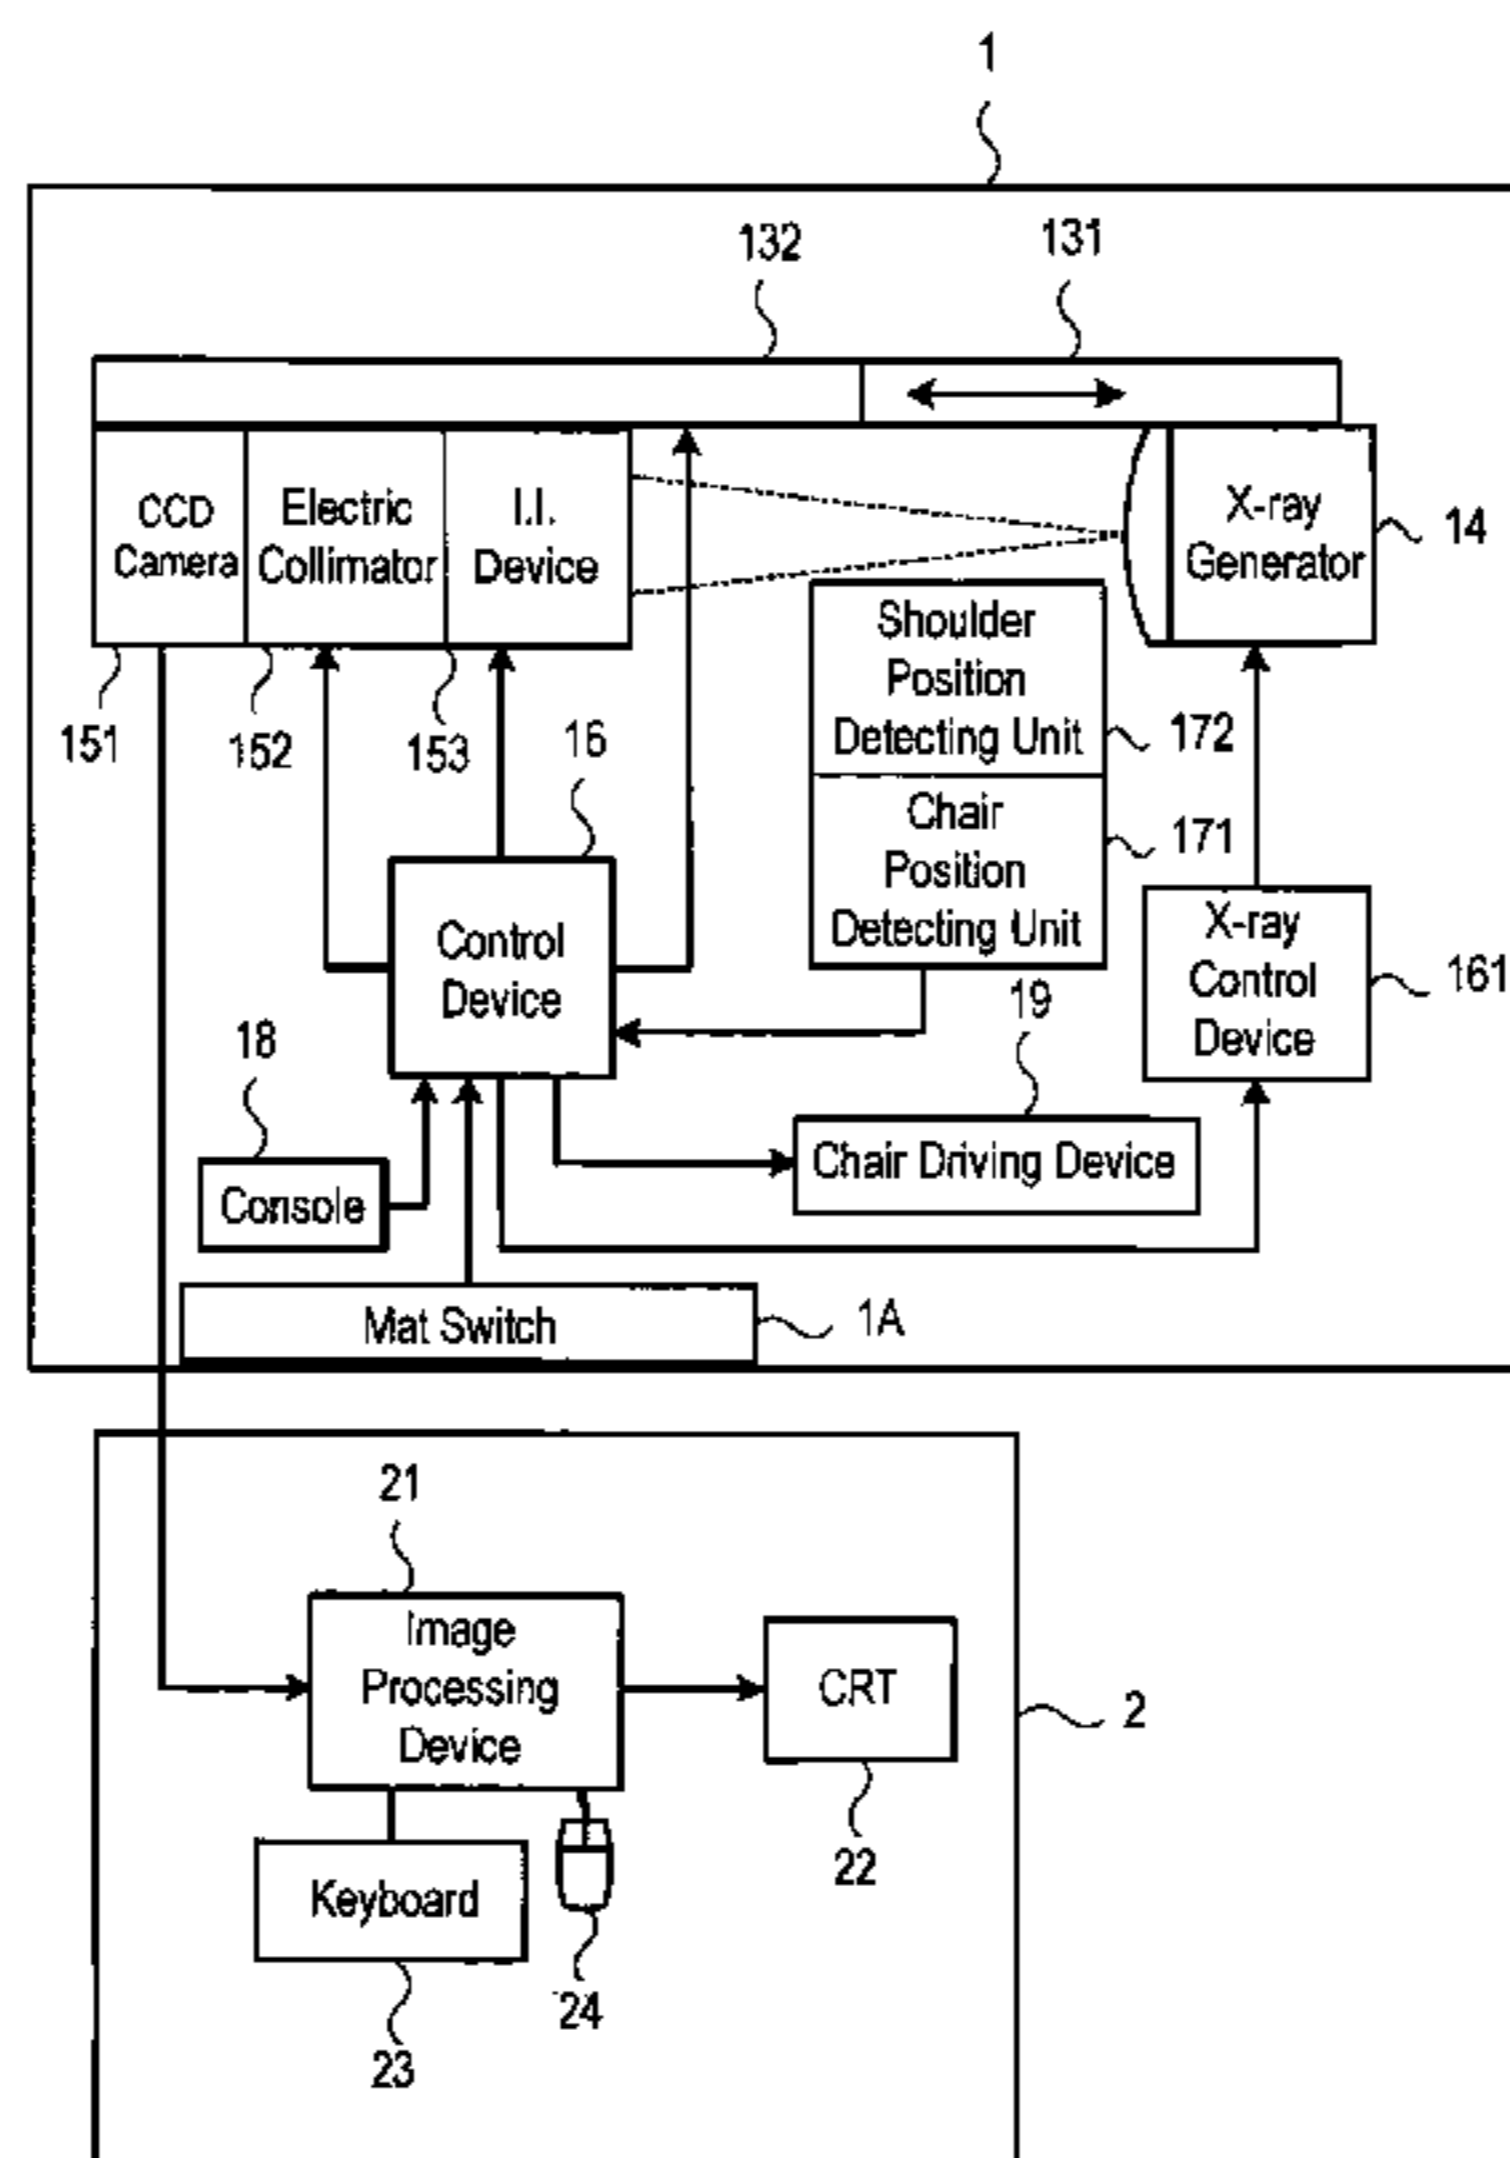 1
132
131
CCD
Camera
Electric
Collimator
I.I.
Device
X-ray
Generator
14
Shoulder
Position
Detecting Unit
172
151
152
153
16
Chair
Position
Detecting Unit
171
Control
Device
X-ray
Control
Device
161
18
19
Console
Chair Driving Device
Mat Switch
1A
21
Image
Processing
Device
CRT
2
22
Keyboard
24
23